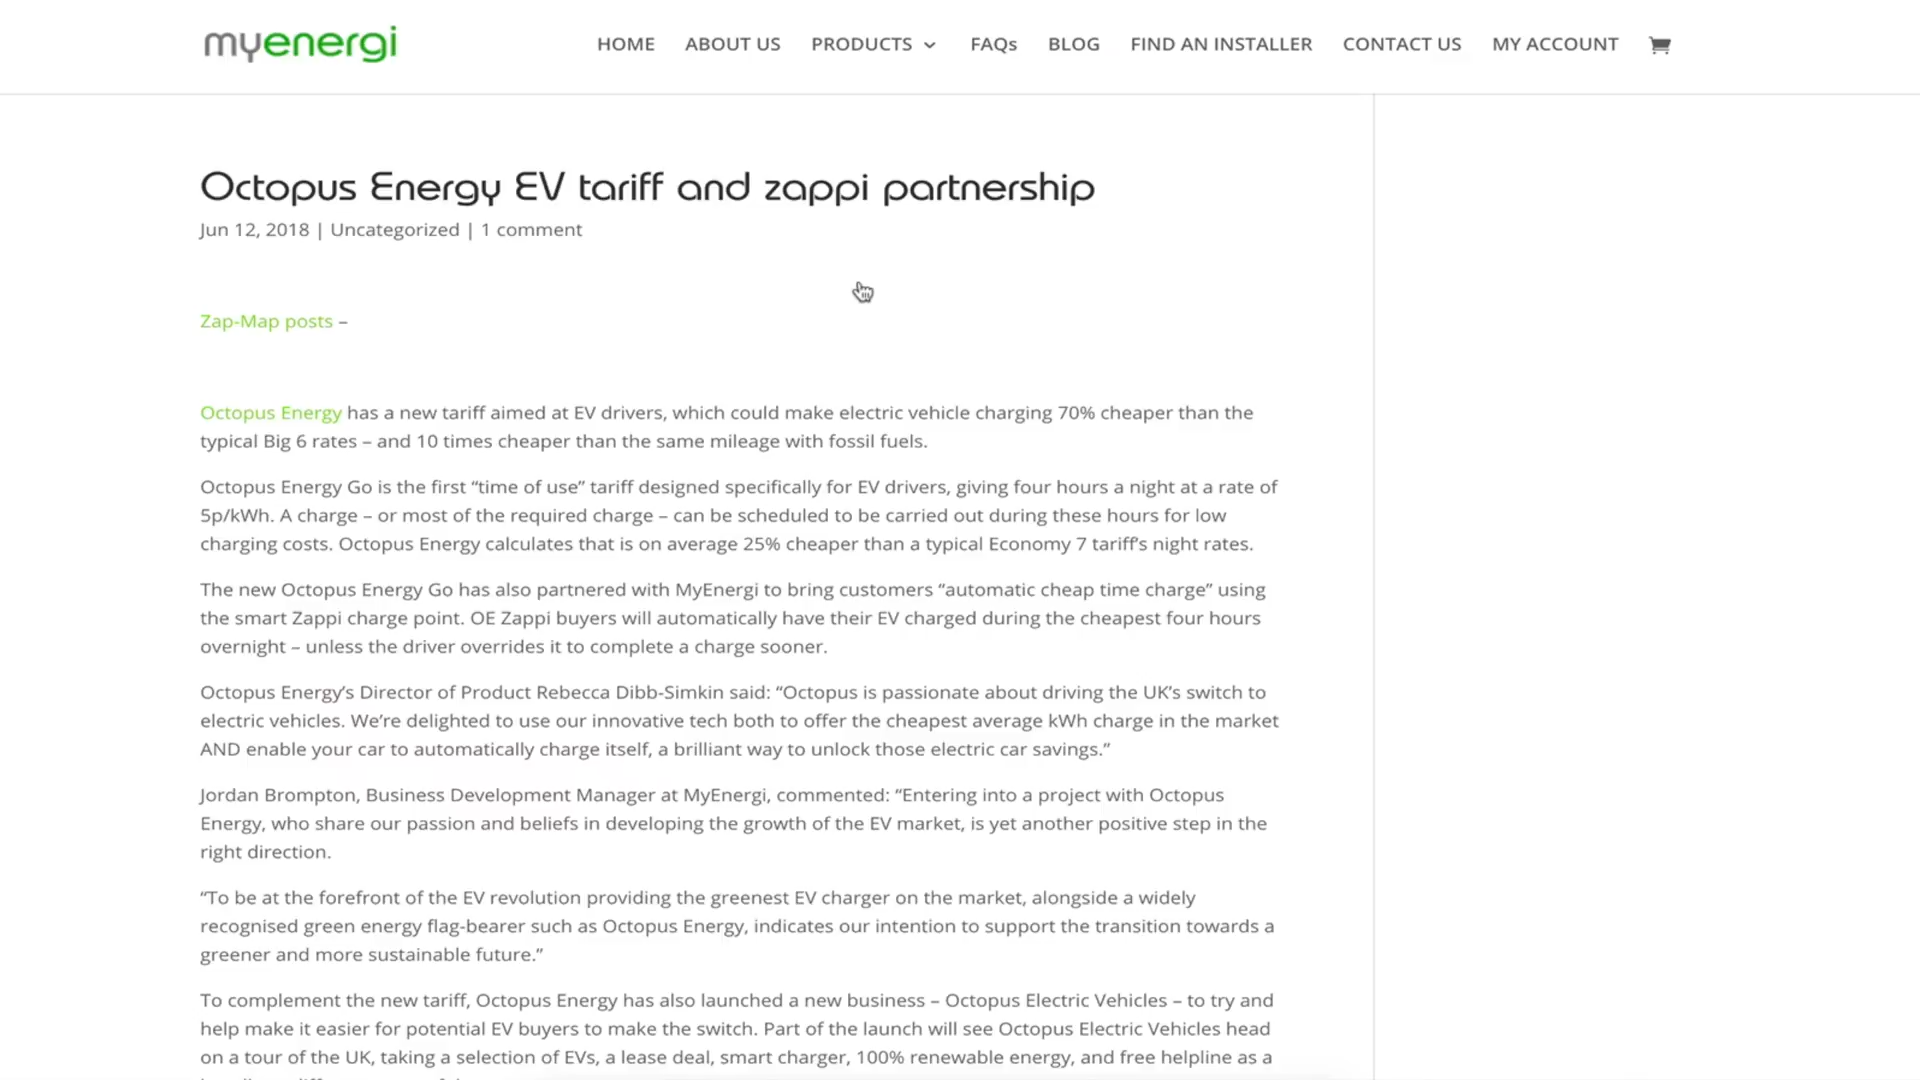 myenergi
HOME ABOUT US PRODUCTS FAQs BLOG FIND AN INSTALLER CONTACT US MY ACCOUNT
Octopus Energy EV tariff and zappi partnership
Jun 12, 2018 | Uncategorized | 1 comment
Zap-Map posts –
Octopus Energy has a new tariff aimed at EV drivers, which could make electric vehicle charging 70% cheaper than the
typical Big 6 rates – and 10 times cheaper than the same mileage with fossil fuels.
Octopus Energy Go is the first “time of use” tariff designed specifically for EV drivers, giving four hours a night at a rate of
5p/kWh. A charge – or most of the required charge – can be scheduled to be carried out during these hours for low
charging costs. Octopus Energy calculates that is on average 25% cheaper than a typical Economy 7 tariff’s night rates.
The new Octopus Energy Go has also partnered with MyEnergi to bring customers “automatic cheap time charge” using
the smart Zappi charge point. OE Zappi buyers will automatically have their EV charged during the cheapest four hours
overnight – unless the driver overrides it to complete a charge sooner.
Octopus Energy’s Director of Product Rebecca Dibb-Simkin said: “Octopus is passionate about driving the UK’s switch to
electric vehicles. We’re delighted to use our innovative tech both to offer the cheapest average kWh charge in the market
AND enable your car to automatically charge itself, a brilliant way to unlock those electric car savings.”
Jordan Brompton, Business Development Manager at MyEnergi, commented: “Entering into a project with Octopus
Energy, who share our passion and beliefs in developing the growth of the EV market, is yet another positive step in the
right direction.
“To be at the forefront of the EV revolution providing the greenest EV charger on the market, alongside a widely
recognised green energy flag-bearer such as Octopus Energy, indicates our intention to support the transition towards a
greener and more sustainable future.”
To complement the new tariff, Octopus Energy has also launched a new business – Octopus Electric Vehicles – to try and
help make it easier for potential EV buyers to make the switch. Part of the launch will see Octopus Electric Vehicles head
on a tour of the UK, taking a selection of EVs, a lease deal, smart charger, 100% renewable energy, and free helpline as a